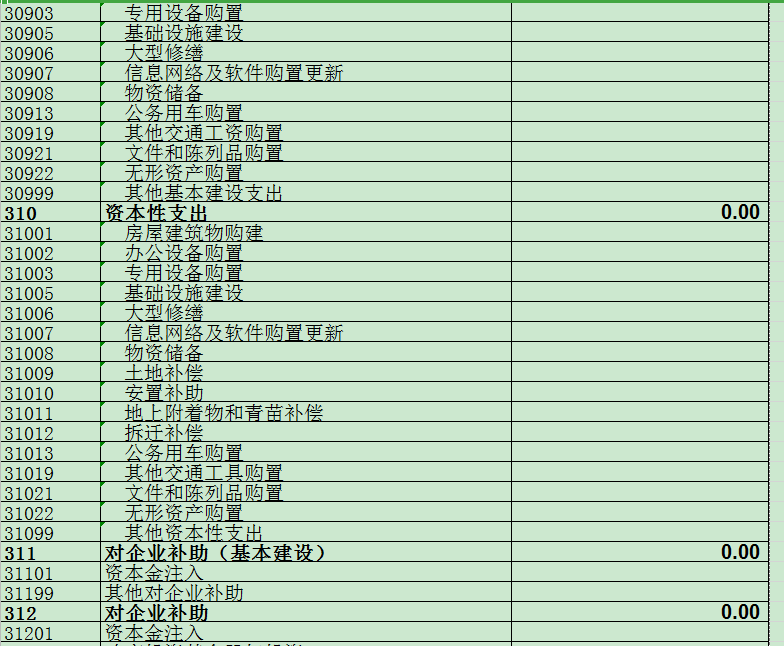 30903 专用设备购置
30905 基础设施建设
30906 大型修缮
30907 信息网络及软件购置更新
30908 物资储备
30913 公务用车购置
30919 其他交通工资购置
30921 文件和陈列品购置
30922 无形资产购置
30999 其他基本建设支出
310 资本性支出 0.00
31001 房屋建筑物购建
31002 办公设备购置
31003 专用设备购置
31005 基础设施建设
31006 大型修缮
31007 信息网络及软件购置更新
31008 物资储备
31009 土地补偿
31010 安置补助
31011 地上附着物和青苗补偿
31012 拆迁补偿
31013 公务用车购置
31019 其他交通工具购置
31021 文件和陈列品购置
31022 无形资产购置
31099 其他资本性支出
311 对企业补助（基本建设） 0.00
31101 资本金注入
31199 其他对企业补助
312 对企业补助 0.00
31201 资本金注入